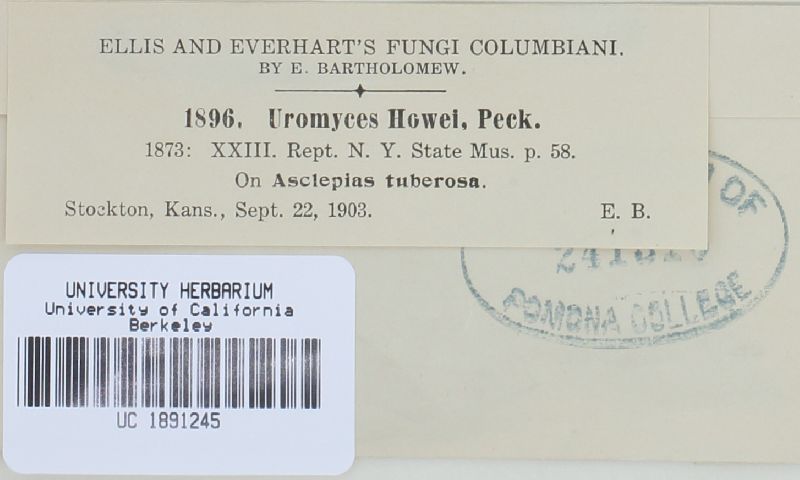 ELLIS AND EVERHART'S FUNGI COLUMBIANI.
BY E. BARTHOLOMEW.
1896. Uromyces Howei, Peck.
1873: XXIII. Rept. N. Y. State Mus. p. 58.
On Asclepias tuberosa.
Stockton, Kans., Sept. 22, 1903. E. B.
OF
POMONA COLLEGE
UNIVERSITY HERBARIUM
University of California
Berkeley
UC 1891245